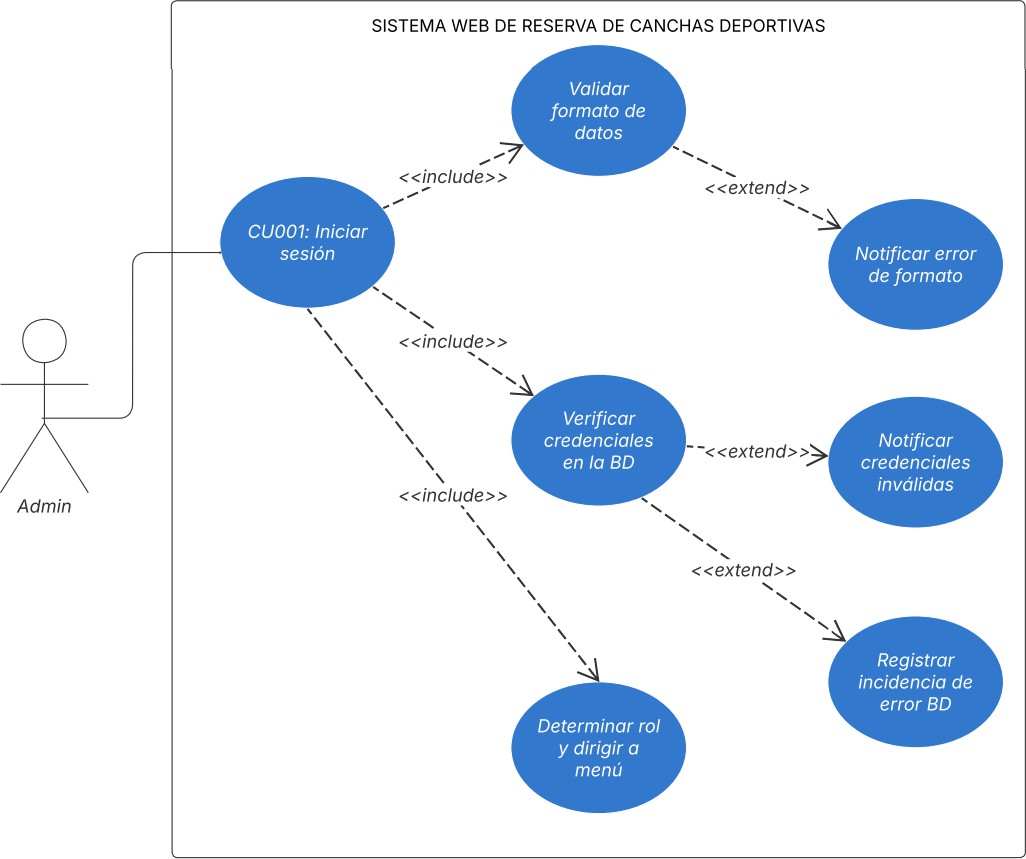 SISTEMA WEB DE RESERVA DE CANCHAS DEPORTIVAS
Validar
formato de
datos
<<include>>
<<extend>>
CU001: Iniciar
sesión
Notificar error
de formato
<<include>>
Verificar
credenciales
en la BD
<<extend>>
Notificar
credenciales
inválidas
<<include>>
Admin
<<extend>>
Registrar
incidencia de
error BD
Determinar rol
y dirigir a
menú